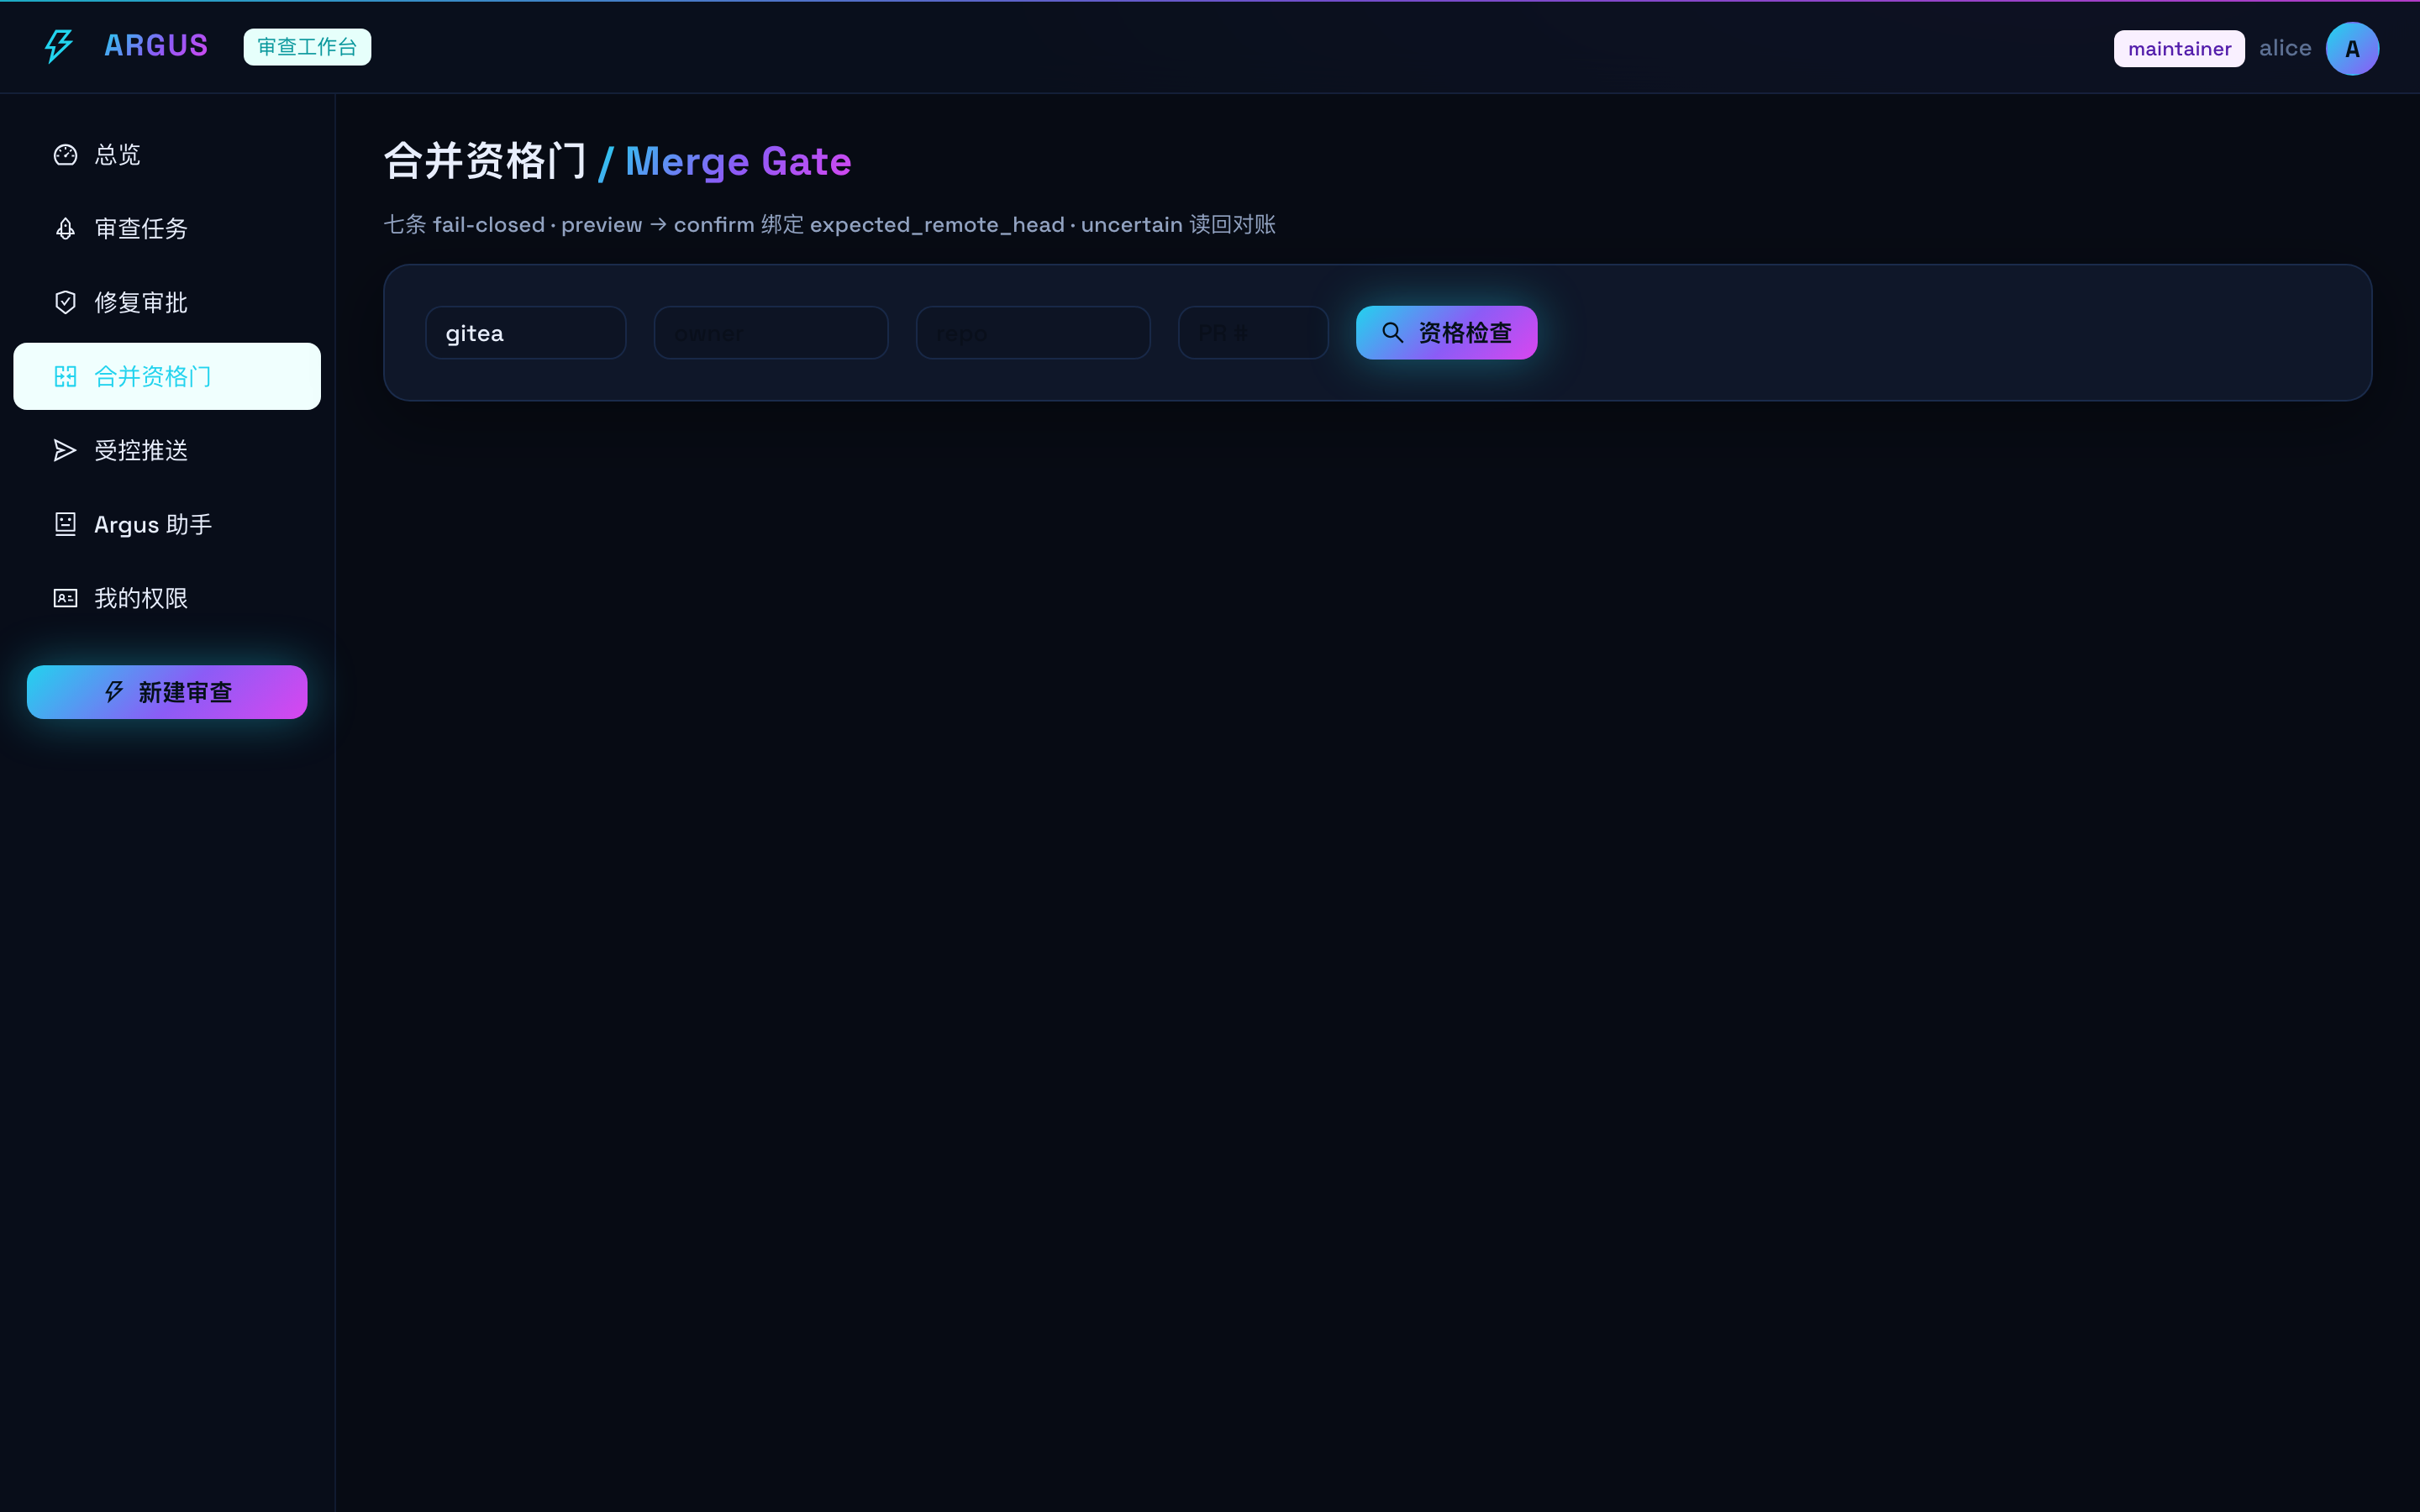 ARGUS 审查工作台 maintainer alice A
总览
审查任务
修复审批
合并资格门
受控推送
Argus 助手
我的权限
新建审查
合并资格门 / Merge Gate
七条 fail-closed · preview → confirm 绑定 expected_remote_head · uncertain 读回对账
gitea owner repo PR # 资格检查